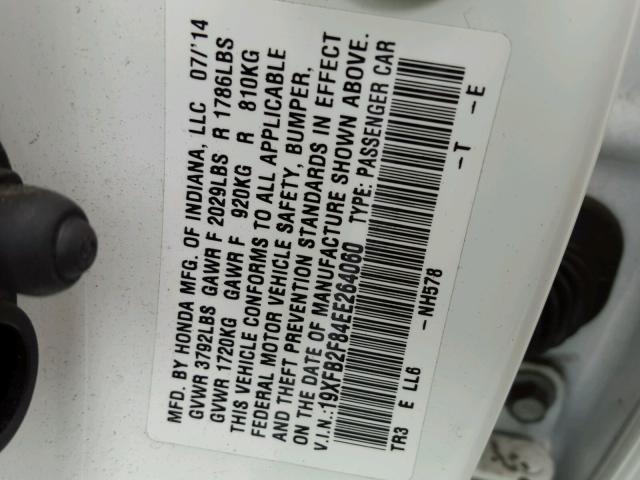 MFD. BY HONDA MFG. OF INDIANA, LLC 07/'14
GVWR 3792LBS GAWR F 2029LBS R 1786LBS
GVWR 1720KG GAWR F 920KG R 810KG
THIS VEHICLE CONFORMS TO ALL APPLICABLE
FEDERAL MOTOR VEHICLE SAFETY, BUMPER,
AND THEFT PREVENTION STANDARDS IN EFFECT
ON THE DATE OF MANUFACTURE SHOWN ABOVE.
V.I.N.:19XFB2F84EE264060 TYPE: PASSENGER CAR
TR3 E LL6 -NH578 -T -E